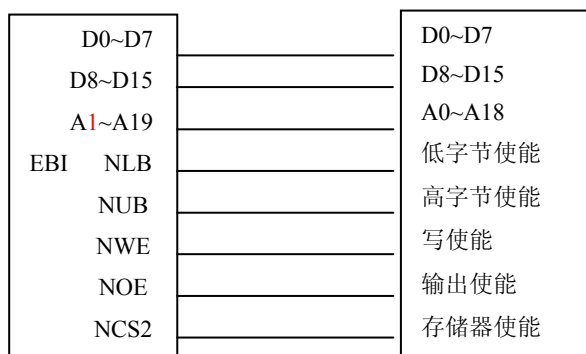 D0~D7 D0~D7
D8~D15 D8~D15
A1~A19 A0~A18
EBI NLB 低字节使能
NUB 高字节使能
NWE 写使能
NOE 输出使能
NCS2 存储器使能